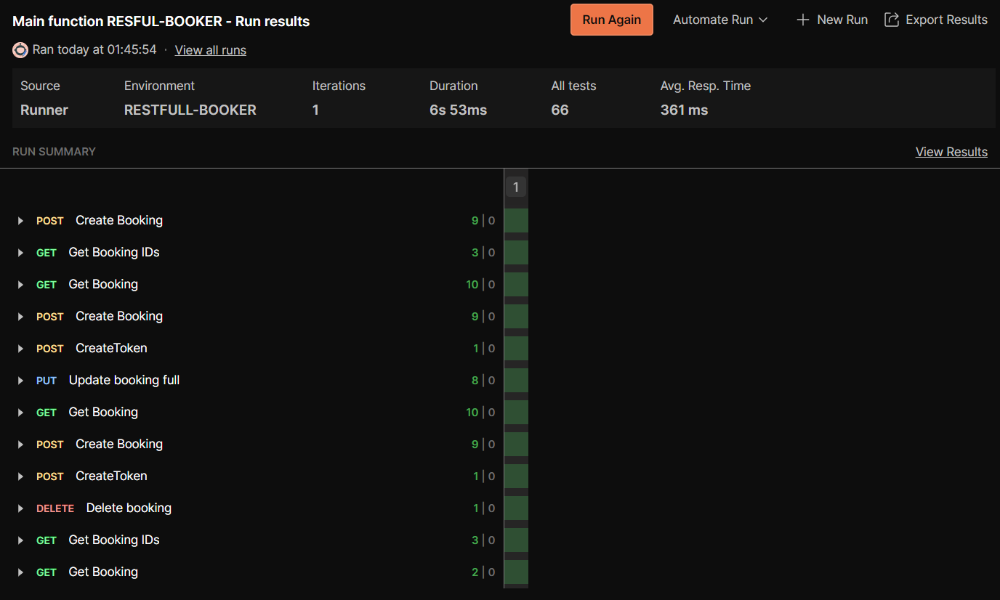 Main function RESFUL-BOOKER - Run results
Run Again
Automate Run
New Run
Export Results
Ran today at 01:45:54 · View all runs
Source Environment Iterations Duration All tests Avg. Resp. Time
Runner RESTFULL-BOOKER 1 6s 53ms 66 361 ms
RUN SUMMARY View Results
1
POST Create Booking 9 | 0
GET Get Booking IDs 3 | 0
GET Get Booking 10 | 0
POST Create Booking 9 | 0
POST CreateToken 1 | 0
PUT Update booking full 8 | 0
GET Get Booking 10 | 0
POST Create Booking 9 | 0
POST CreateToken 1 | 0
DELETE Delete booking 1 | 0
GET Get Booking IDs 3 | 0
GET Get Booking 2 | 0